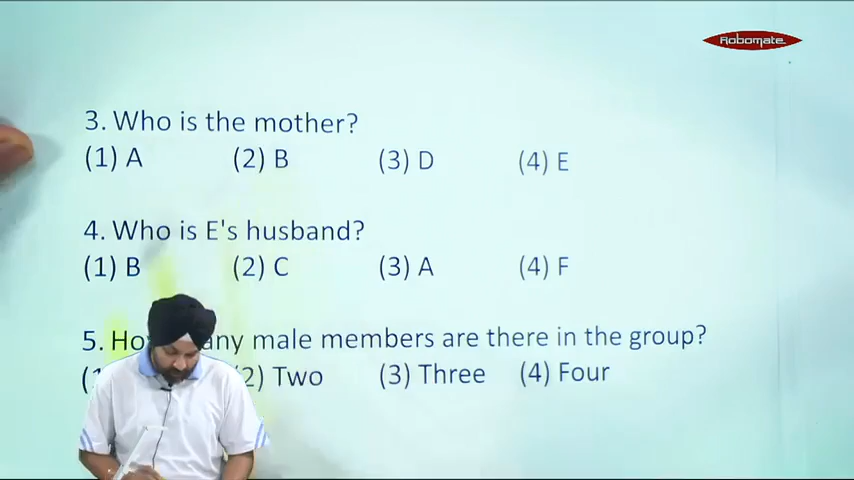 Robomate
3. Who is the mother?
(1) A (2) B (3) D (4) E
4. Who is E's husband?
(1) B (2) C (3) A (4) F
5. any male members are there in the group?
2) Two (3) Three (4) Four